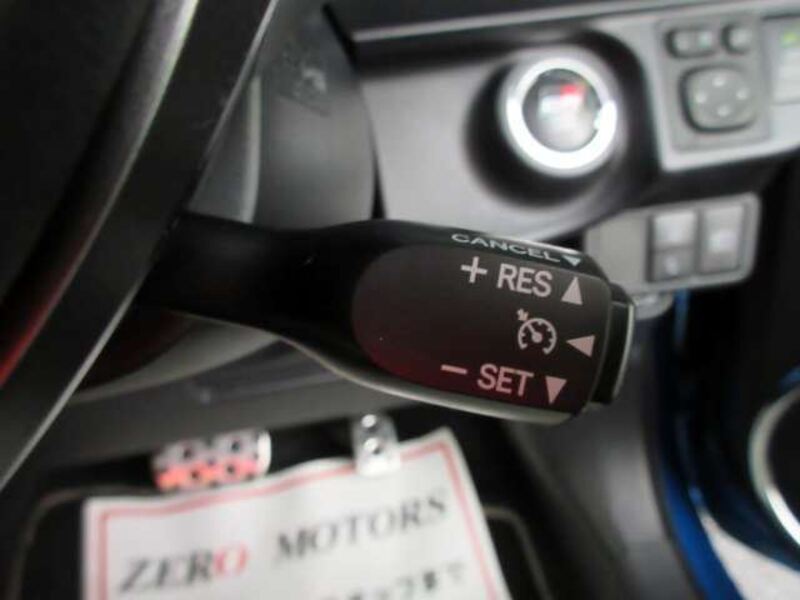 CANCEL▼
+ RES ▲
◀
− SET ▼
ZERO MOTORS